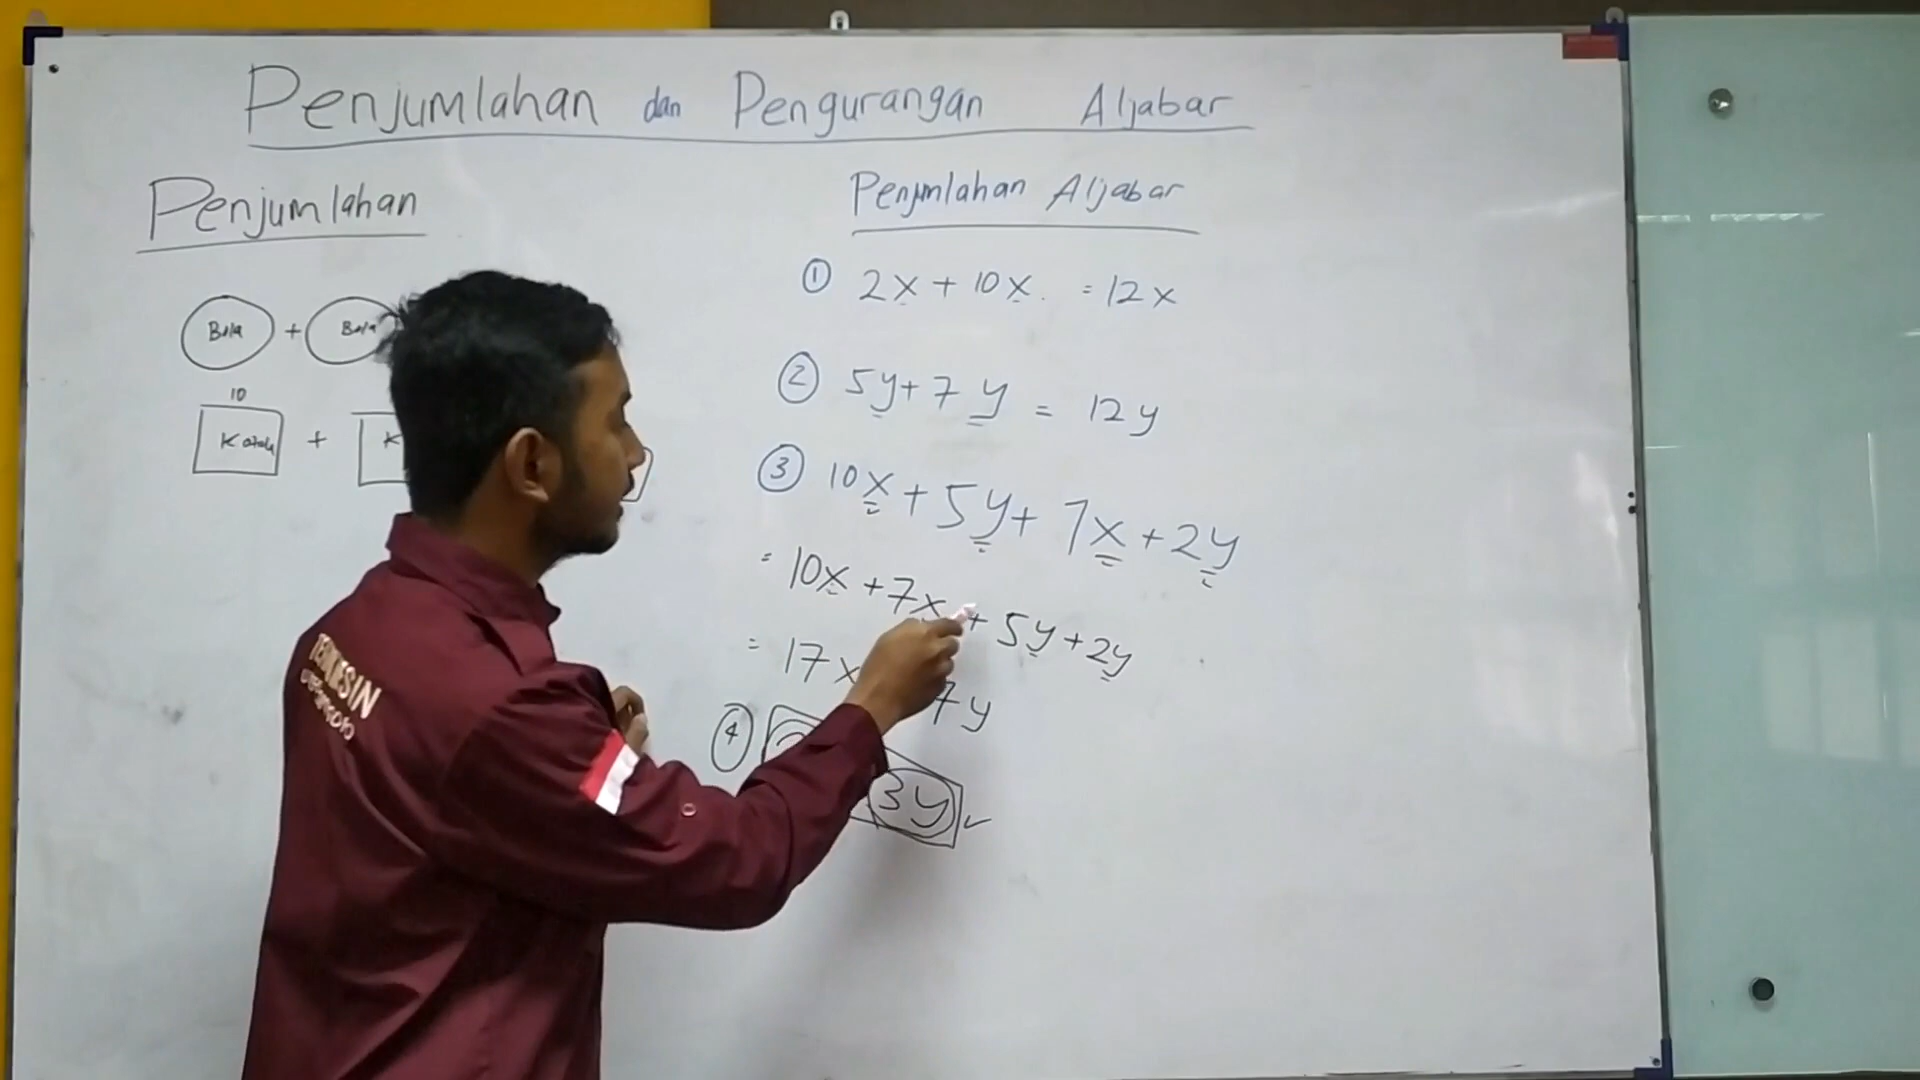 Penjumlahan dan Pengurangan Aljabar
Penjumlahan
Bola + Bola
10
Kotak +
Penjmlahan Aljabar
① 2x + 10x = 12x
② 5y + 7y = 12y
③ 10x + 5y + 7x + 2y
= 10x + 7x + 5y + 2y
= 17x 7y
④ 3y